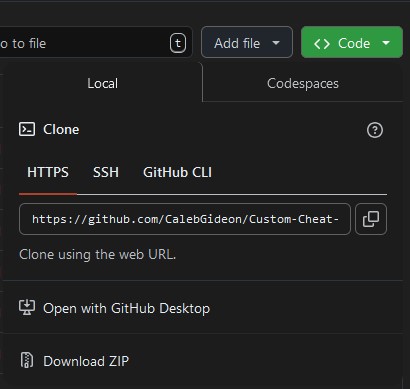 o to file t Add file Code
Local Codespaces
Clone
HTTPS SSH GitHub CLI
https://github.com/CalebGideon/Custom-Cheat-
Clone using the web URL.
Open with GitHub Desktop
Download ZIP